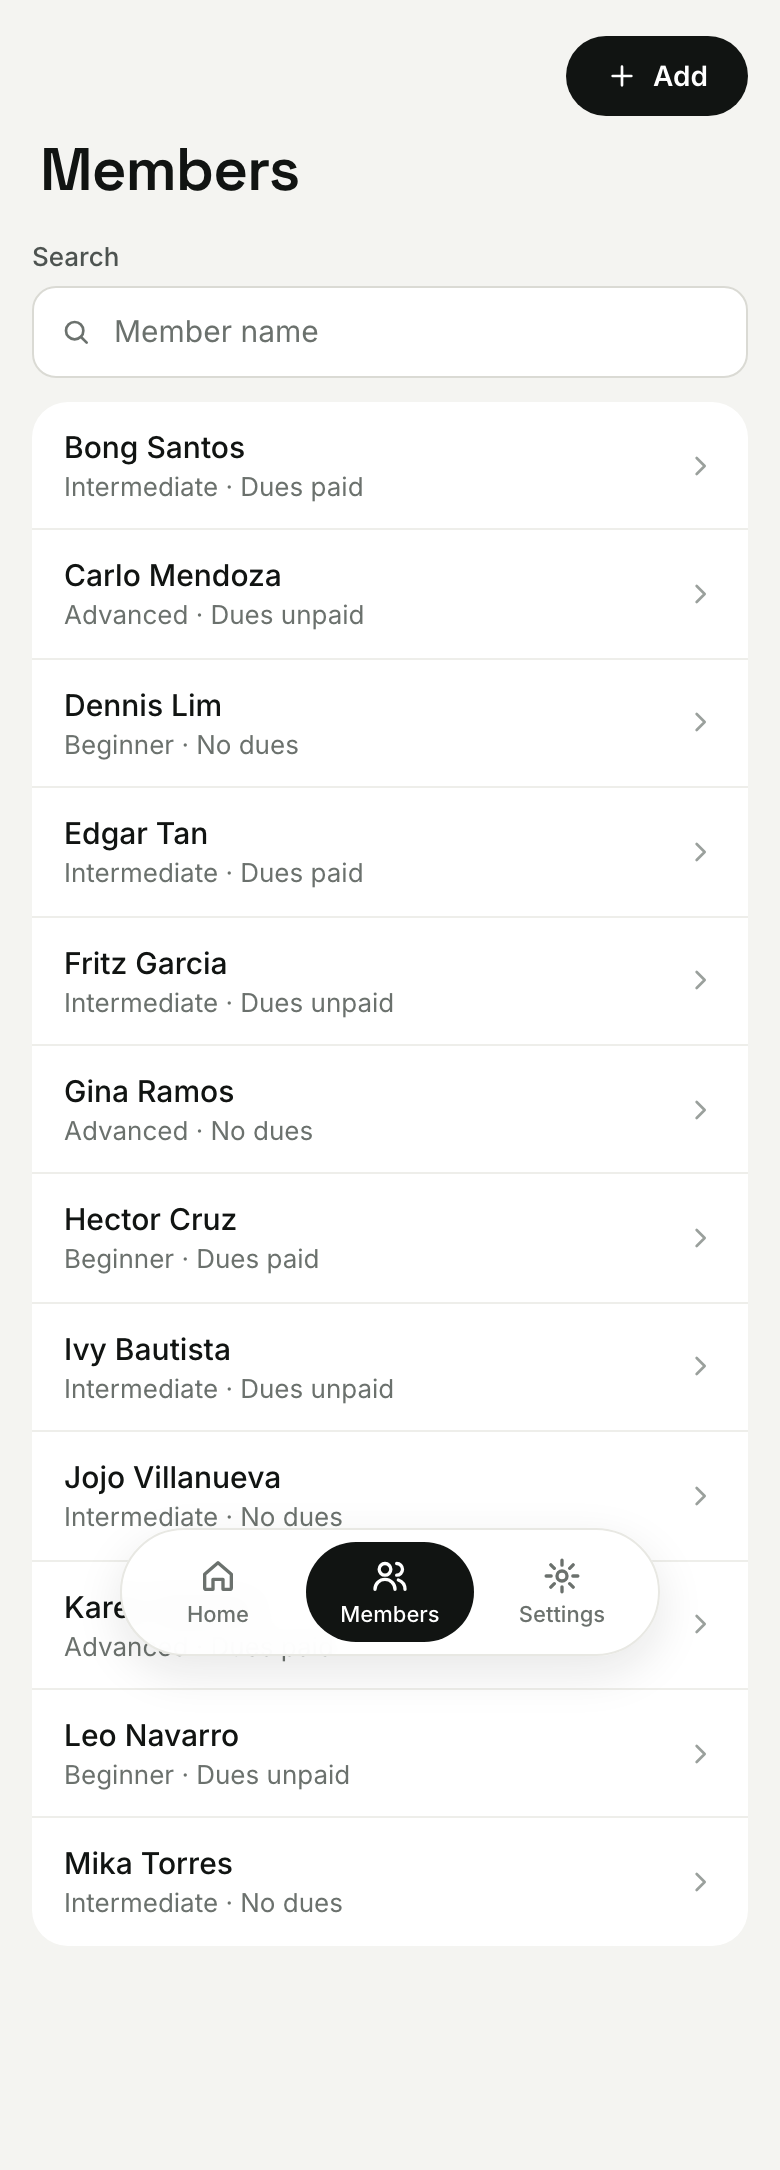 Add
Members
Search
Member name
Bong Santos
Intermediate · Dues paid
Carlo Mendoza
Advanced · Dues unpaid
Dennis Lim
Beginner · No dues
Edgar Tan
Intermediate · Dues paid
Fritz Garcia
Intermediate · Dues unpaid
Gina Ramos
Advanced · No dues
Hector Cruz
Beginner · Dues paid
Ivy Bautista
Intermediate · Dues unpaid
Jojo Villanueva
Intermediate · No dues
Home
Members
Settings
Leo Navarro
Beginner · Dues unpaid
Mika Torres
Intermediate · No dues